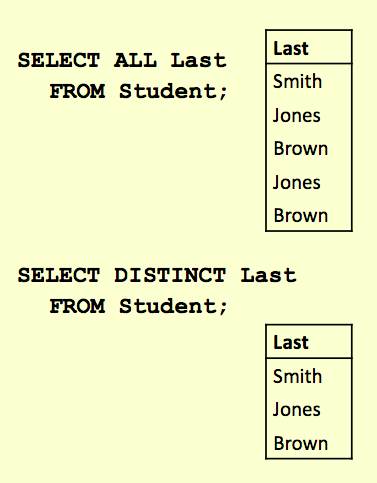 SELECT ALL Last
FROM Student;
Last
Smith
Jones
Brown
Jones
Brown
SELECT DISTINCT Last
FROM Student;
Last
Smith
Jones
Brown